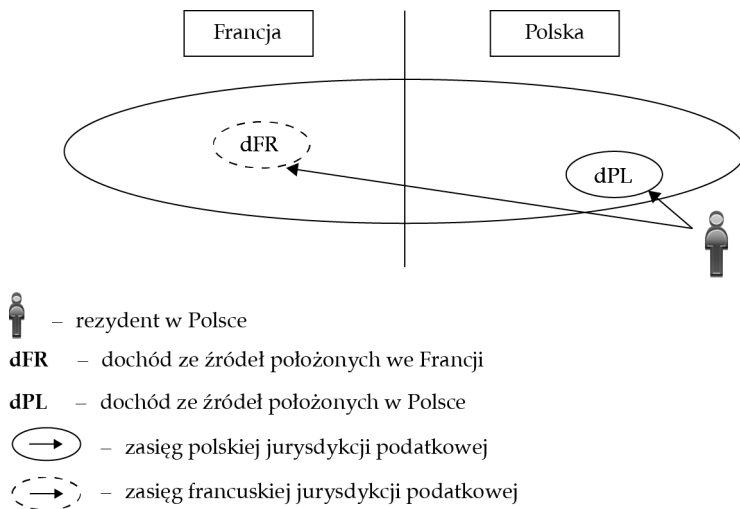 Francja
Polska
dFR
dPL
– rezydent w Polsce
dFR – dochód ze źródeł położonych we Francji
dPL – dochód ze źródeł położonych w Polsce
– zasięg polskiej jurysdykcji podatkowej
– zasięg francuskiej jurysdykcji podatkowej